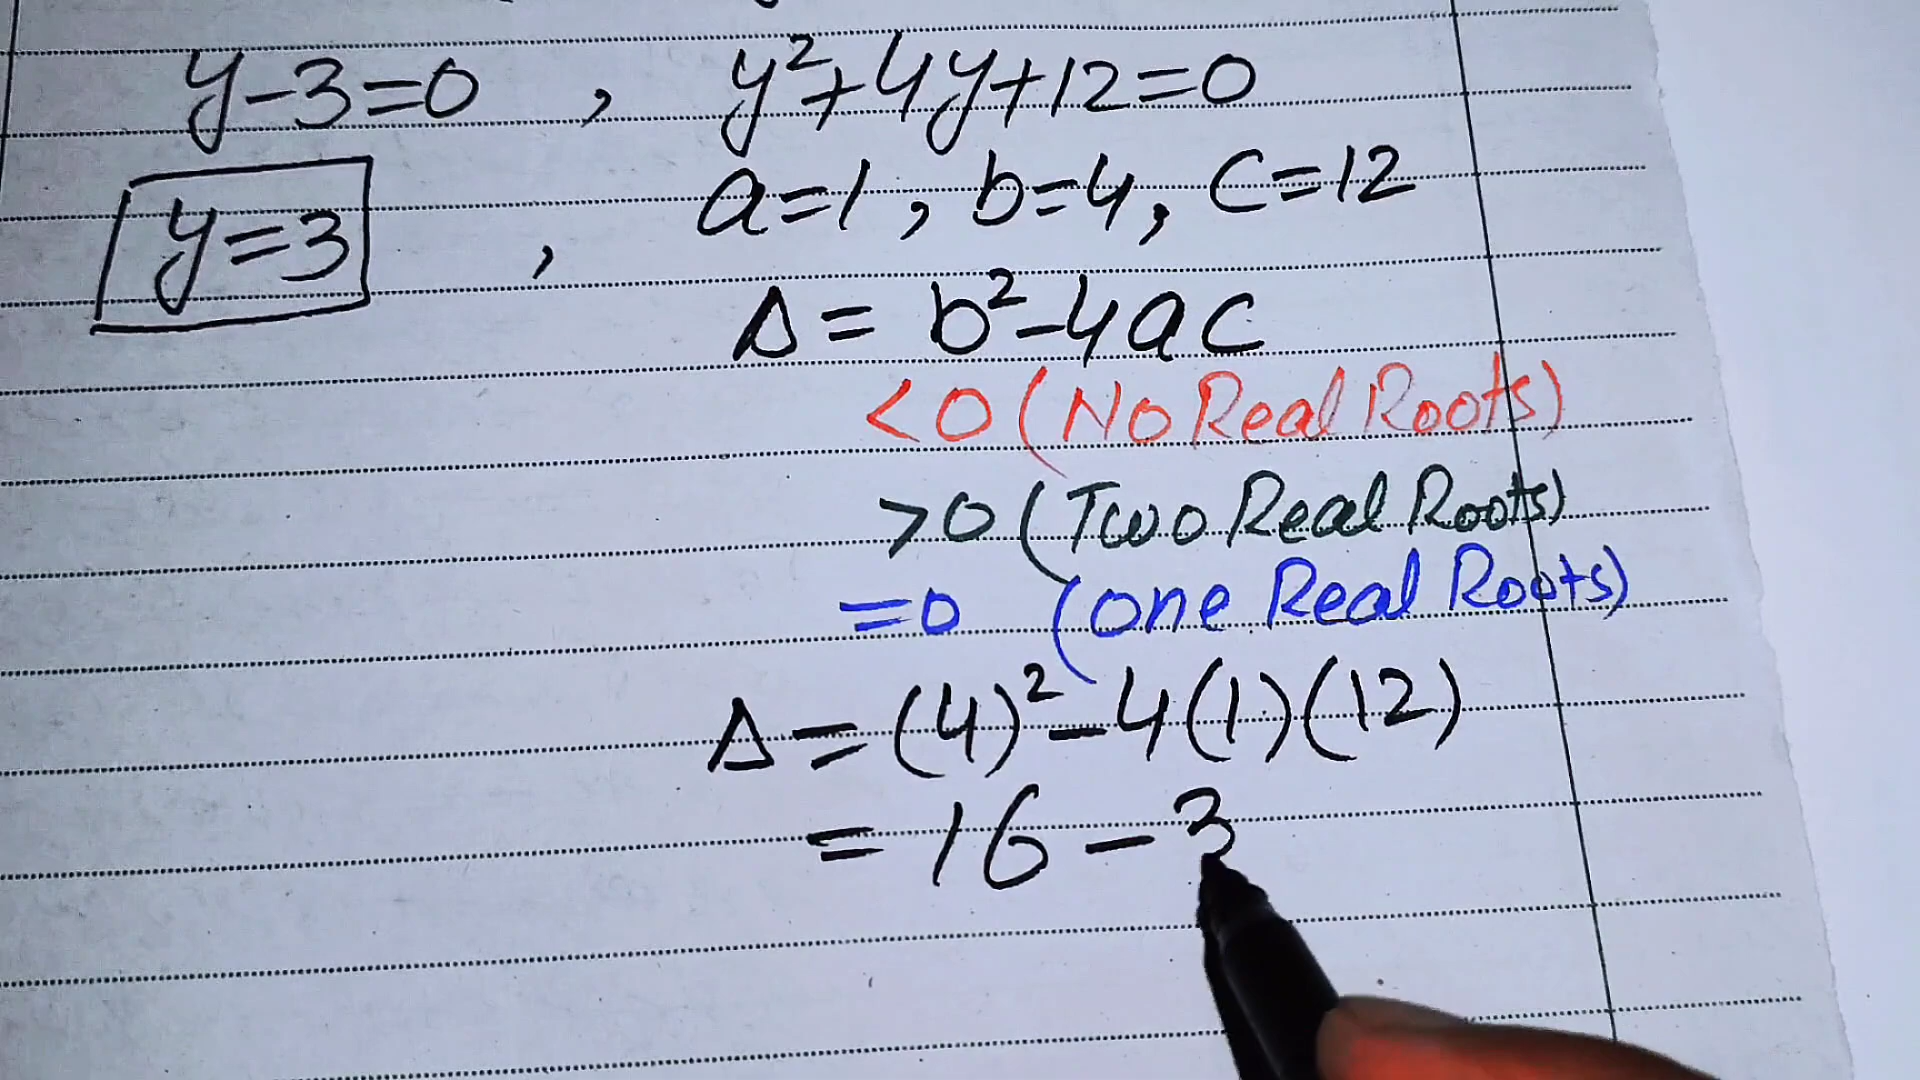 y-3=0 , y²+4y+12=0
a=1, b=4, c=12
y=3 ,
Δ= b²-4ac
<0 (No Real Roots)
>0 (Two Real Roots)
=0 (one Real Roots)
Δ=(4)²-4(1)(12)
=16-3